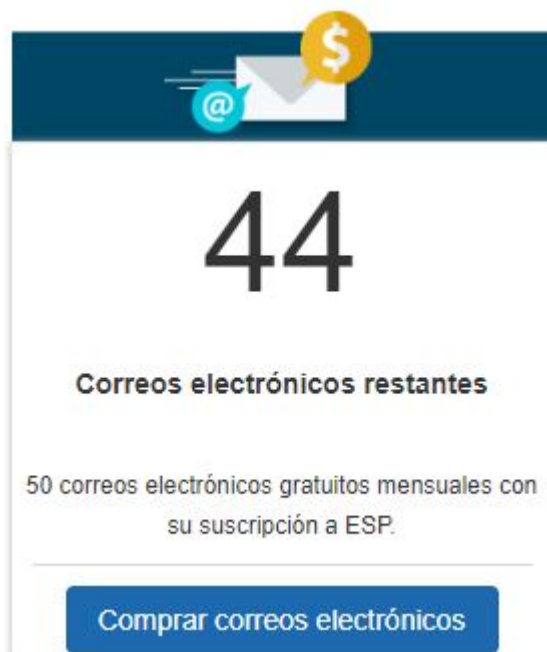 $
@
44
Correos electrónicos restantes
50 correos electrónicos gratuitos mensuales con
su suscripción a ESP.
Comprar correos electrónicos